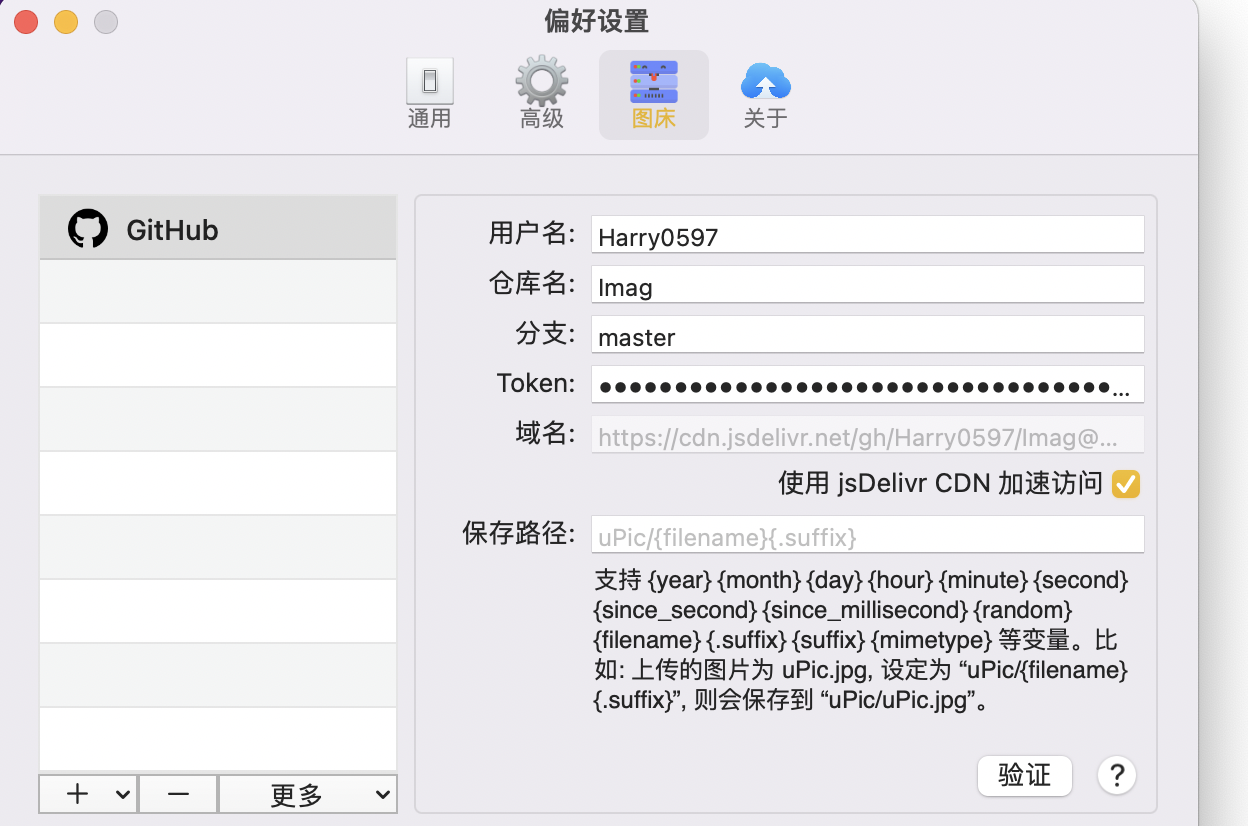 偏好设置
通用
高级
图床
关于
GitHub
用户名:
Harry0597
仓库名:
Imag
分支:
master
Token:
●●●●●●●●●●●●●●●●●●●●●●●●●●●●●●●●●●...
域名:
https://cdn.jsdelivr.net/gh/Harry0597/Imag@...
使用 jsDelivr CDN 加速访问
保存路径:
uPic/{filename}{.suffix}
支持 {year} {month} {day} {hour} {minute} {second}
{since_second} {since_millisecond} {random}
{filename} {.suffix} {suffix} {mimetype} 等变量。比
如: 上传的图片为 uPic.jpg, 设定为 “uPic/{filename}
{.suffix}”, 则会保存到 “uPic/uPic.jpg”。
+
−
更多
验证
?